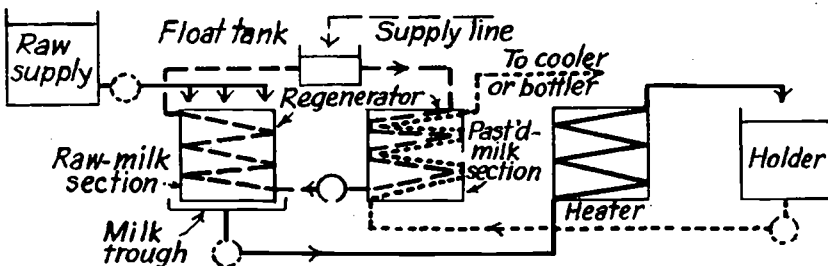 Raw
supply
Float tank
Supply line
To cooler
or bottler
Regenerator
Raw-milk
section
Past'd-
milk
section
Holder
Heater
Milk
trough